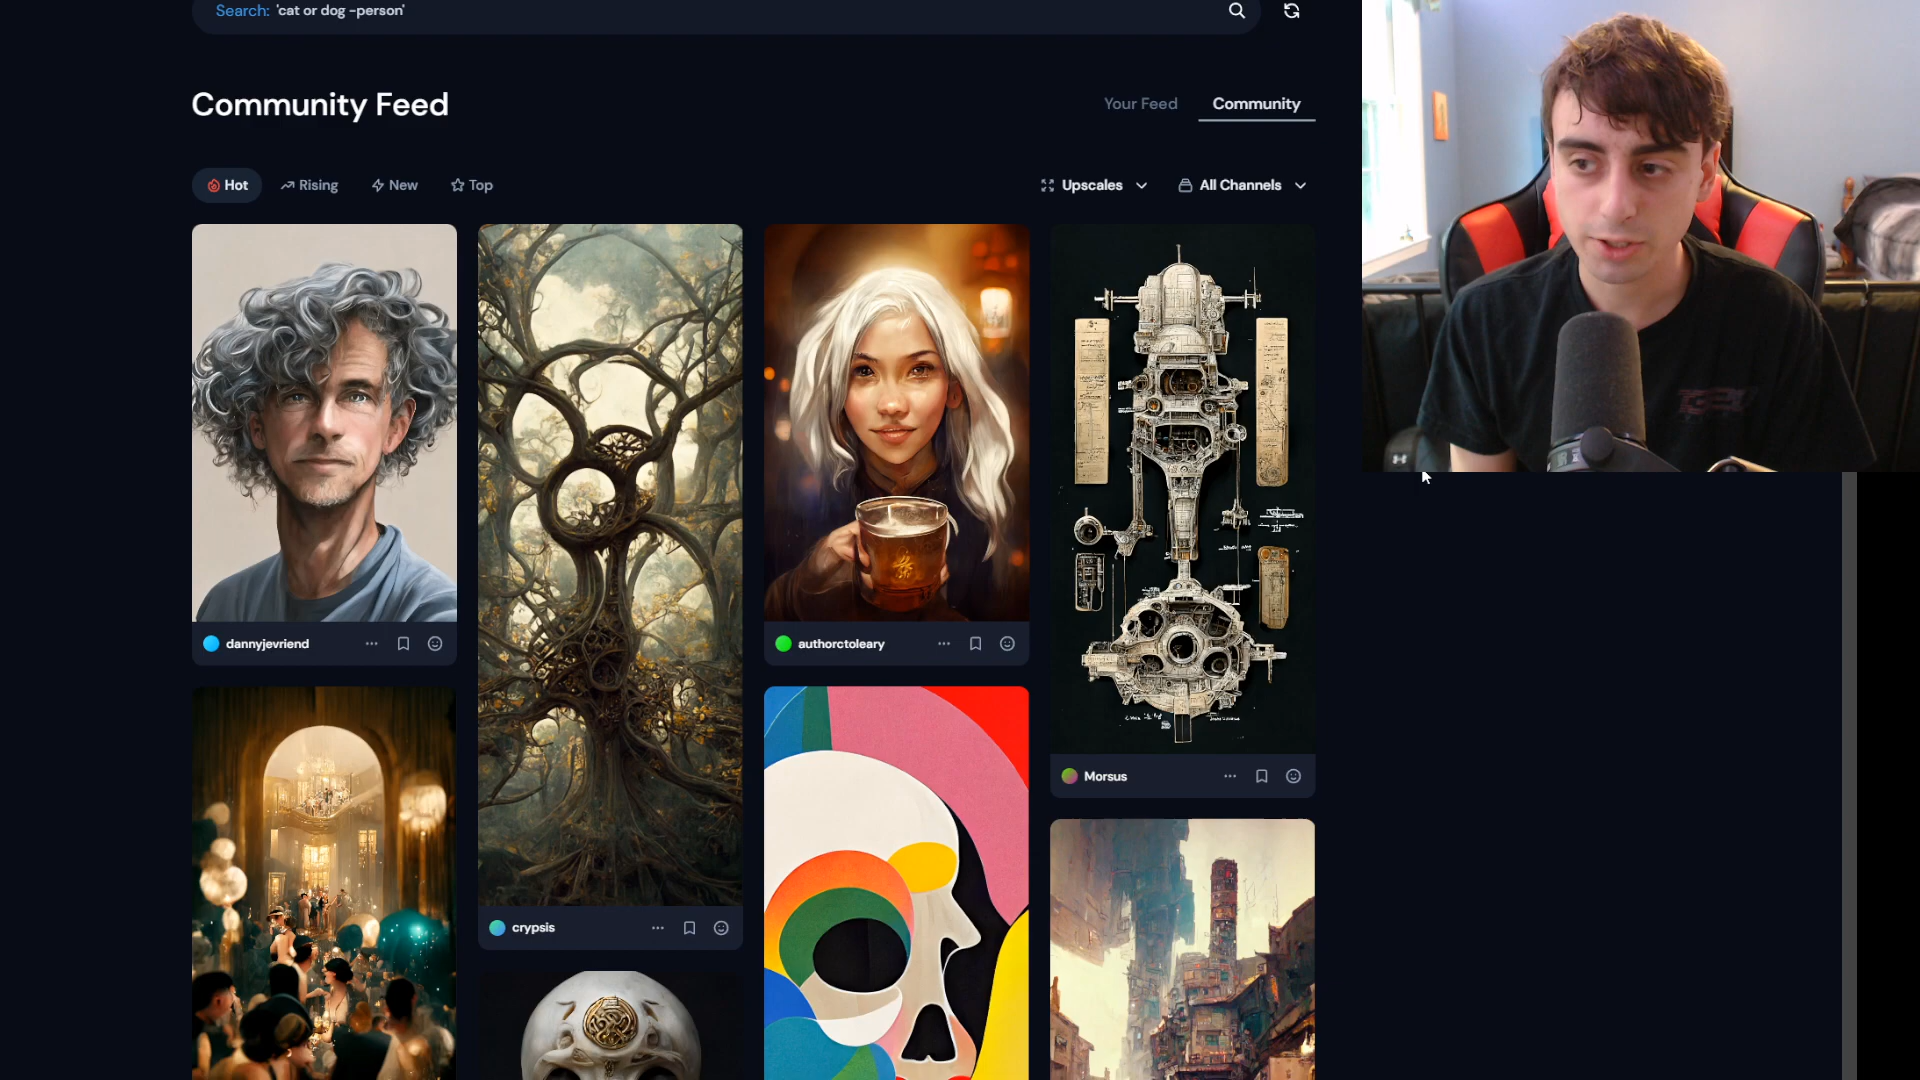 Search: 'cat or dog -person'
Community Feed
Your Feed
Community
Hot
Rising
New
Top
Upscales
All Channels
dannyjevriend
authorctoleary
Morsus
crypsis